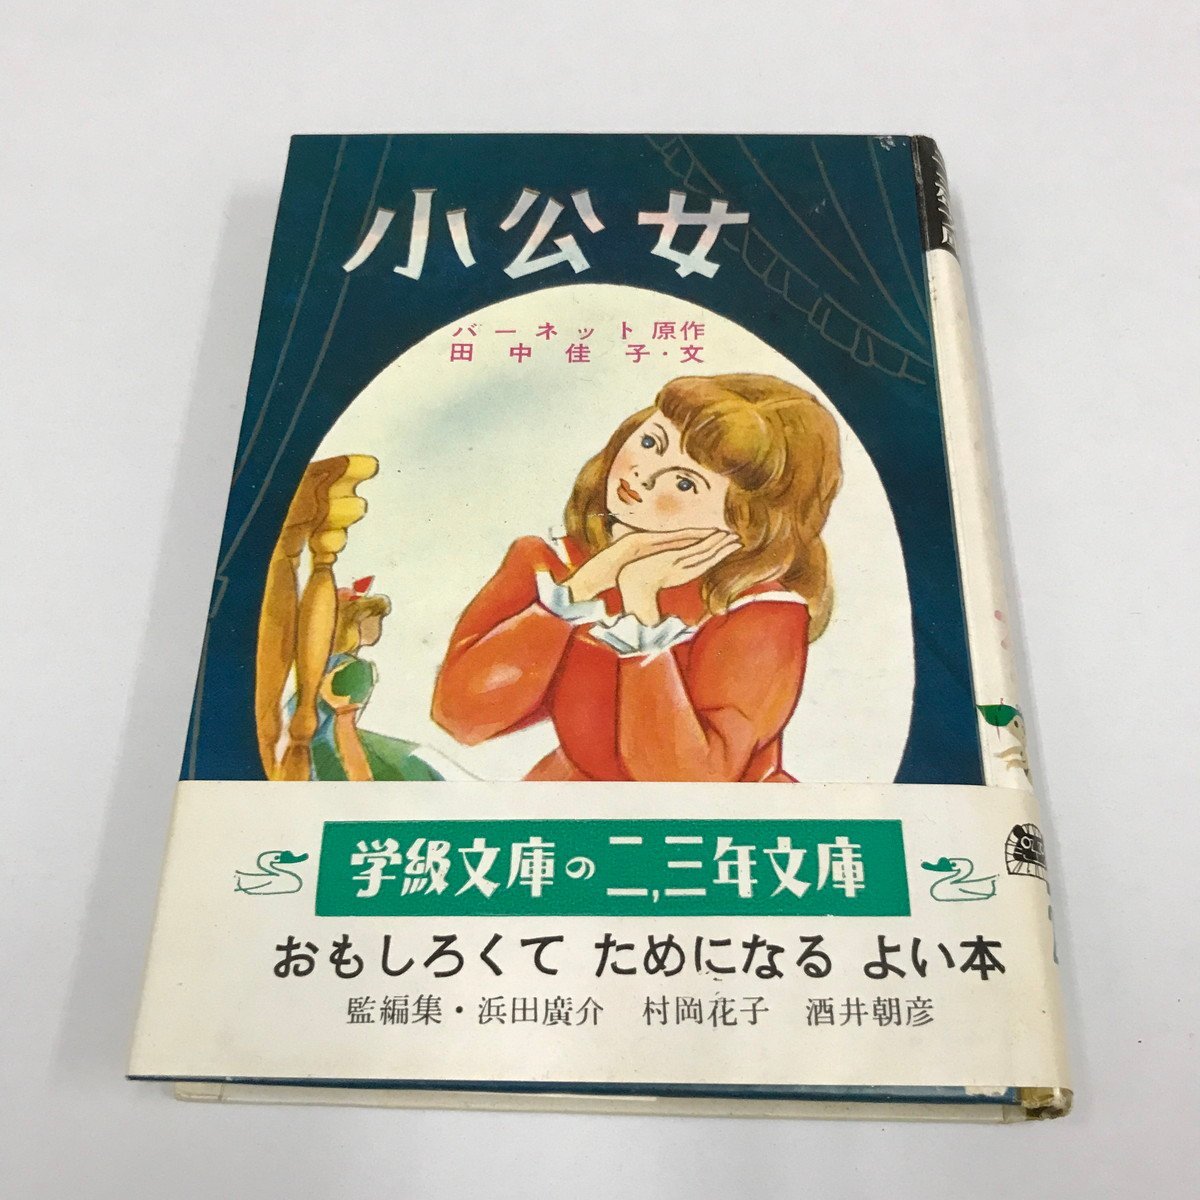 小公女
バーネット原作
田中佳子・文
学級文庫の二,三年文庫
おもしろくて ためになる よい本
監編集・浜田廣介 村岡花子 酒井朝彦